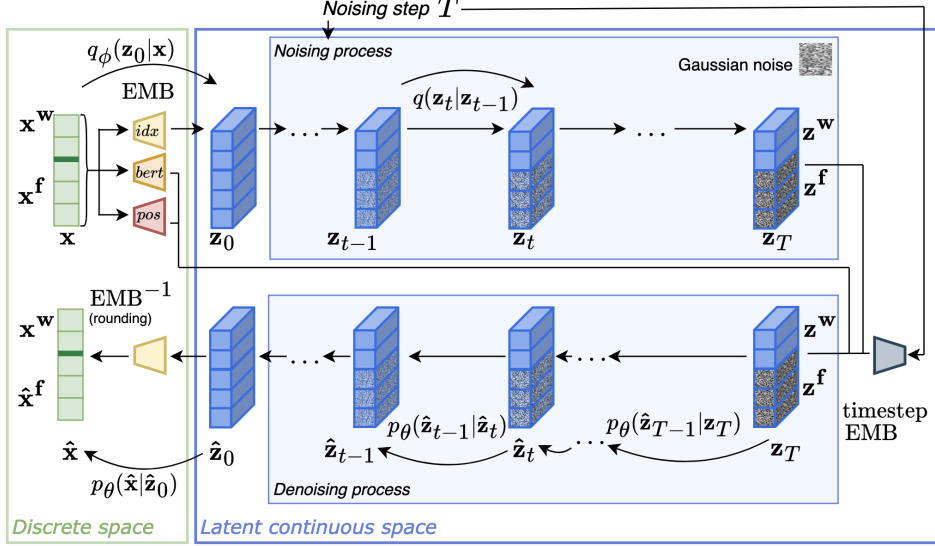 Noising step T
q_ϕ(z_0|x)
Noising process
Gaussian noise
EMB
q(z_t|z_{t−1})
x^w
idx
. . .
. . .
z^w
bert
x^f
z^f
pos
x
z_0
z_{t−1}
z_t
z_T
EMB^{−1}
(rounding)
x^w
z^w
. . .
. . .
x̂^f
z^f
timestep
EMB
p_θ(ẑ_{t−1}|ẑ_t)
p_θ(ẑ_{T−1}|z_T)
x̂
ẑ_0
ẑ_{t−1}
ẑ_t
. . .
z_T
p_θ(x̂|ẑ_0)
Denoising process
Discrete space
Latent continuous space